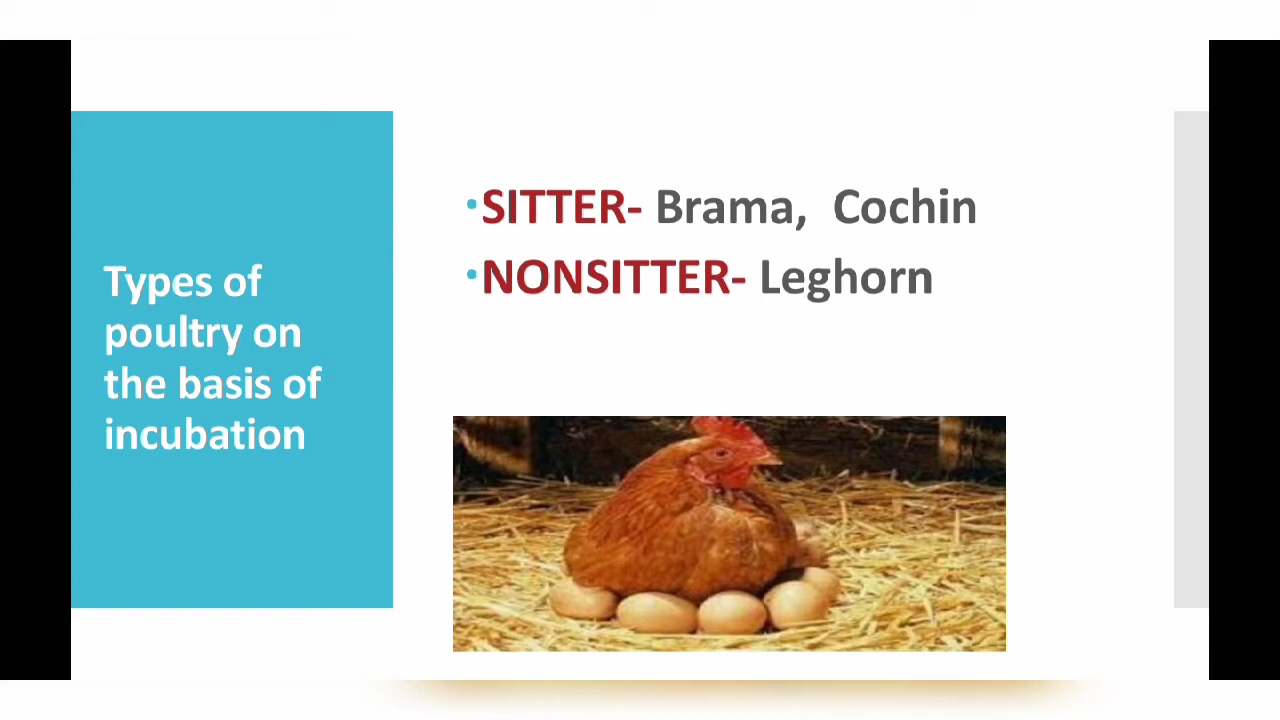 Types of
poultry on
the basis of
incubation
•SITTER- Brama, Cochin
•NONSITTER- Leghorn